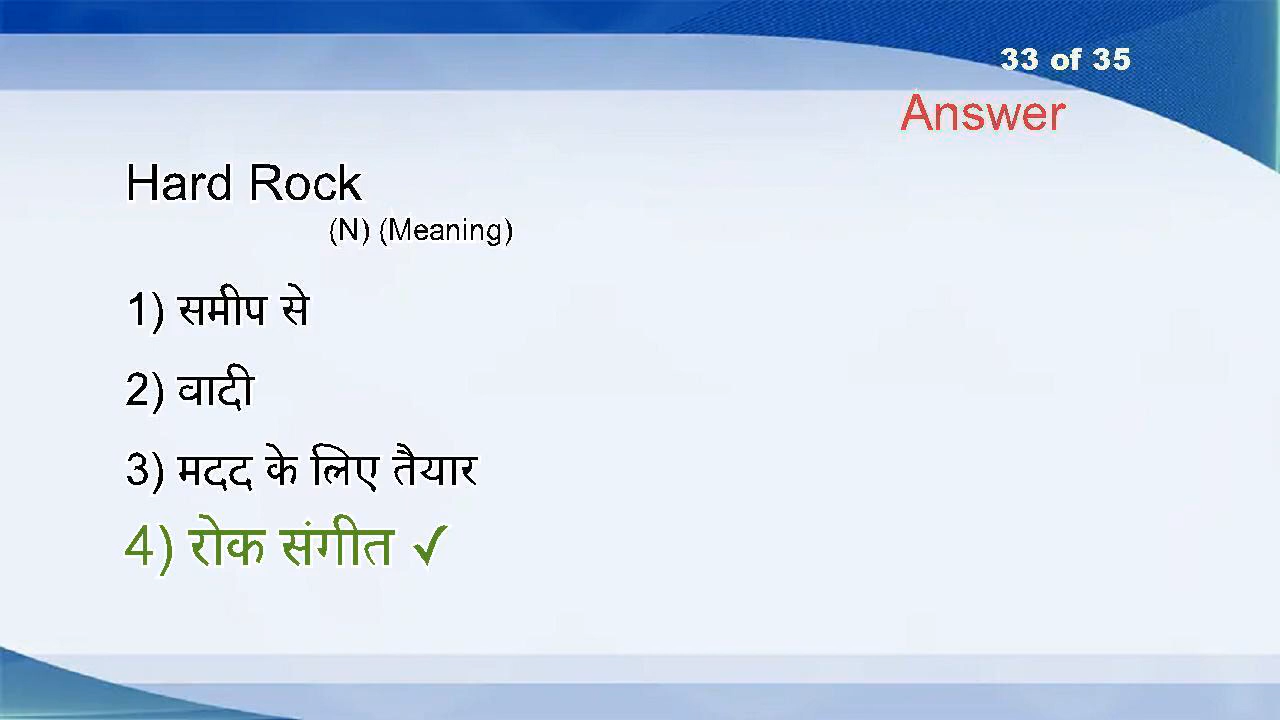 33 of 35
Answer
Hard Rock
(N) (Meaning)
1) समीप से
2) वादी
3) मदद के लिए तैयार
4) रोक संगीत ✓